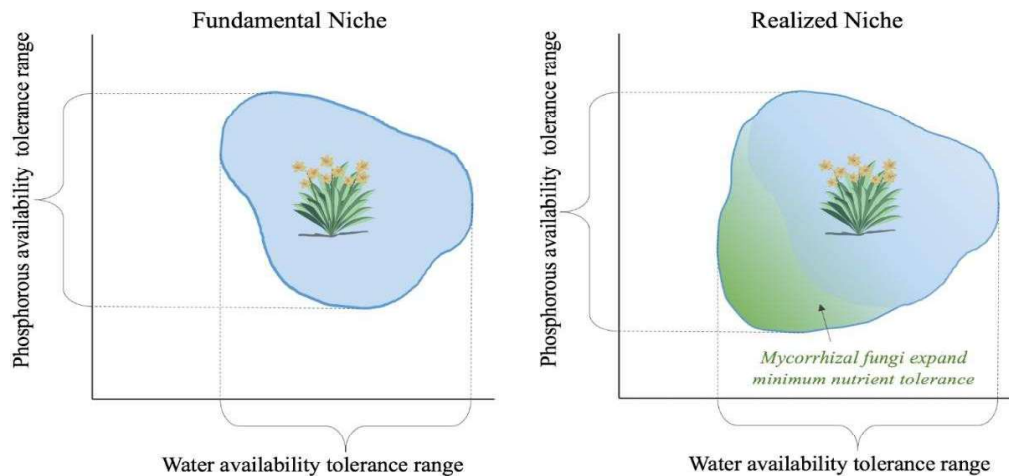 Fundamental Niche
Phosphorous availability tolerance range
Water availability tolerance range
Realized Niche
Phosphorous availability tolerance range
Mycorrhizal fungi expand
minimum nutrient tolerance
Water availability tolerance range